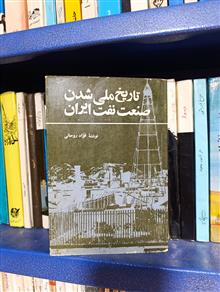 تاریخ ملی شدن
صنعت نفت ایران
نوشتهٔ فؤاد روحانی